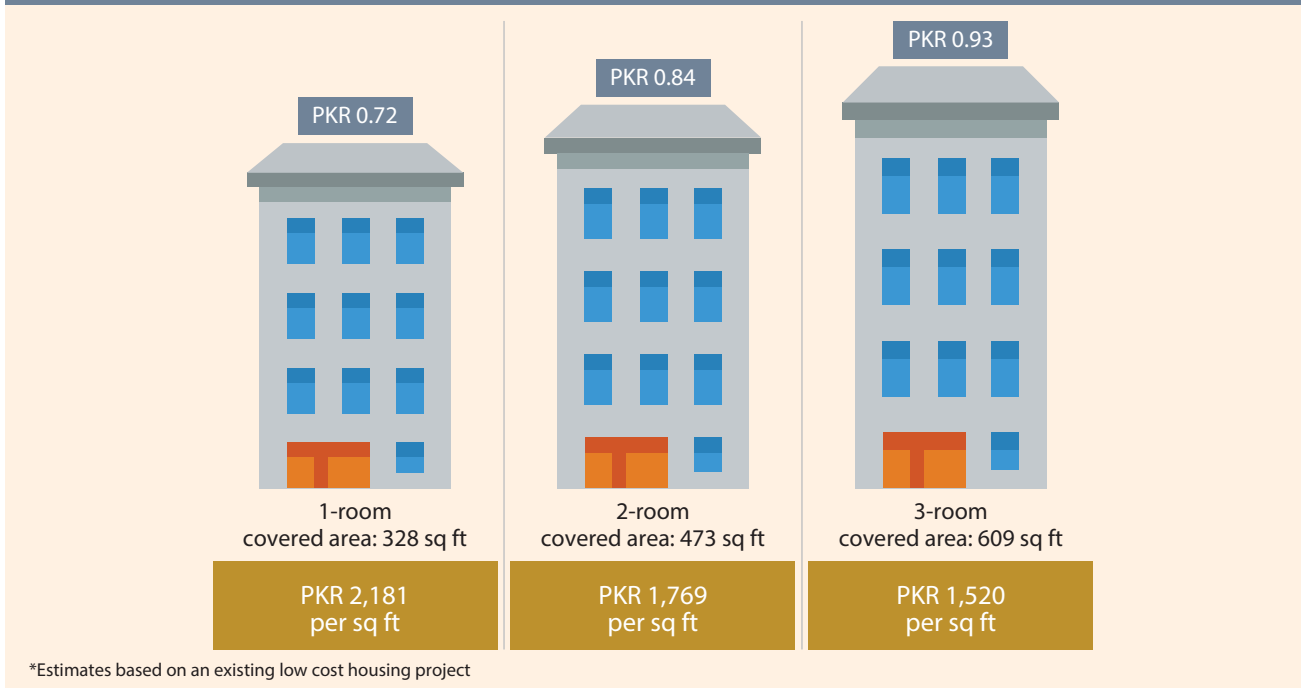 PKR 0.72
PKR 0.84
PKR 0.93
1-room
covered area: 328 sq ft
2-room
covered area: 473 sq ft
3-room
covered area: 609 sq ft
PKR 2,181
per sq ft
PKR 1,769
per sq ft
PKR 1,520
per sq ft
*Estimates based on an existing low cost housing project